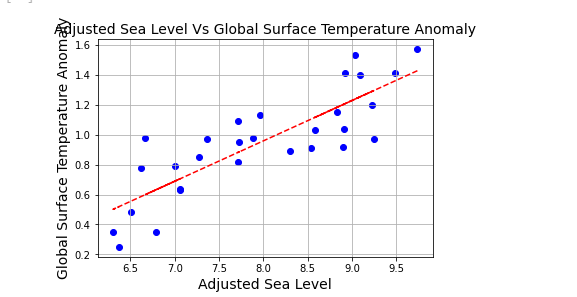 Adjusted Sea Level Vs Global Surface Temperature Anomaly
Global Surface Temperature Anomaly
1.6
1.4
1.2
1.0
0.8
0.6
0.4
0.2
6.5 7.0 7.5 8.0 8.5 9.0 9.5
Adjusted Sea Level